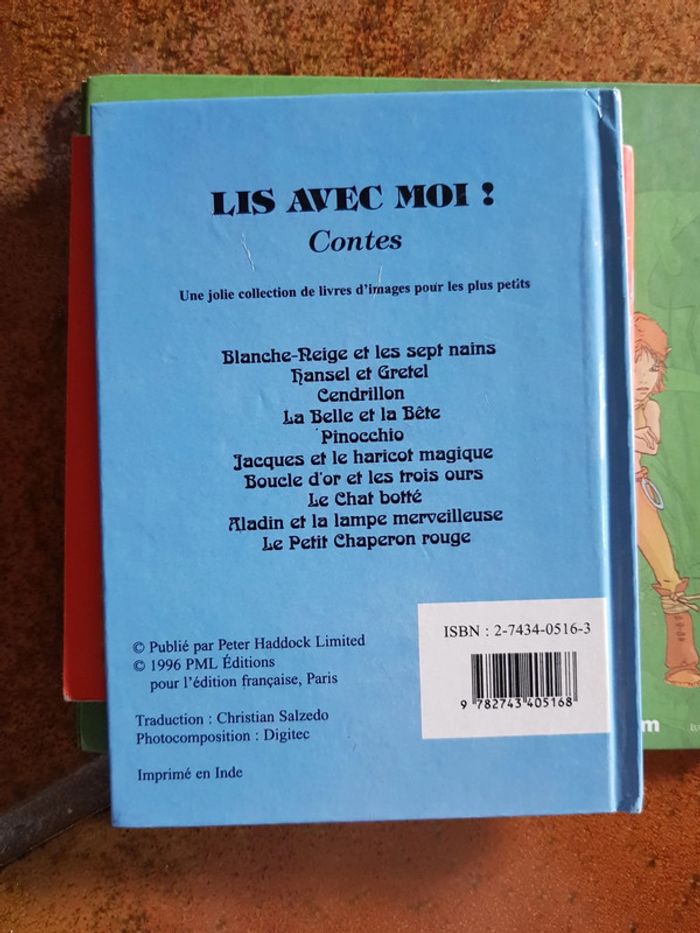 LIS AVEC MOI !
Contes
Une jolie collection de livres d'images pour les plus petits
Blanche-Neige et les sept nains
Hansel et Gretel
Cendrillon
La Belle et la Bête
Pinocchio
Jacques et le haricot magique
Boucle d'or et les trois ours
Le Chat botté
Aladin et la lampe merveilleuse
Le Petit Chaperon rouge
© Publié par Peter Haddock Limited
© 1996 PML Éditions
pour l'édition française, Paris
Traduction : Christian Salzedo
Photocomposition : Digitec
Imprimé en Inde
ISBN : 2-7434-0516-3
9 782743 405168